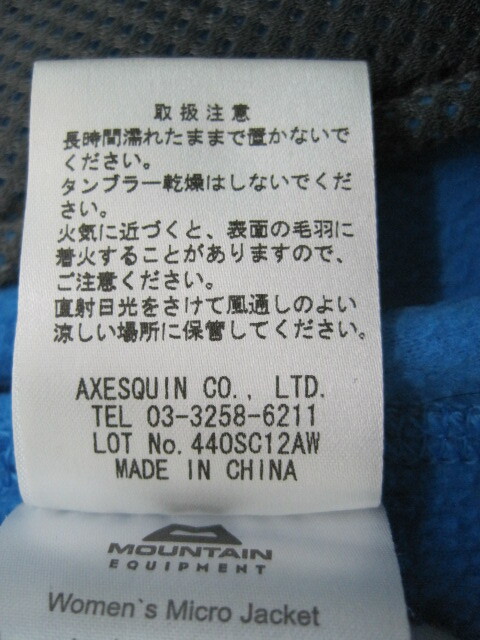 取扱注意
長時間濡れたままで置かないで
ください。
タンブラー乾燥はしないでくだ
さい。
火気に近づくと、表面の毛羽に
着火することがありますので、
ご注意ください。
直射日光をさけて風通しのよい
涼しい場所に保管してください。
AXESQUIN CO., LTD.
TEL 03-3258-6211
LOT No. 440SC12AW
MADE IN CHINA
MOUNTAIN
EQUIPMENT
Women`s Micro Jacket